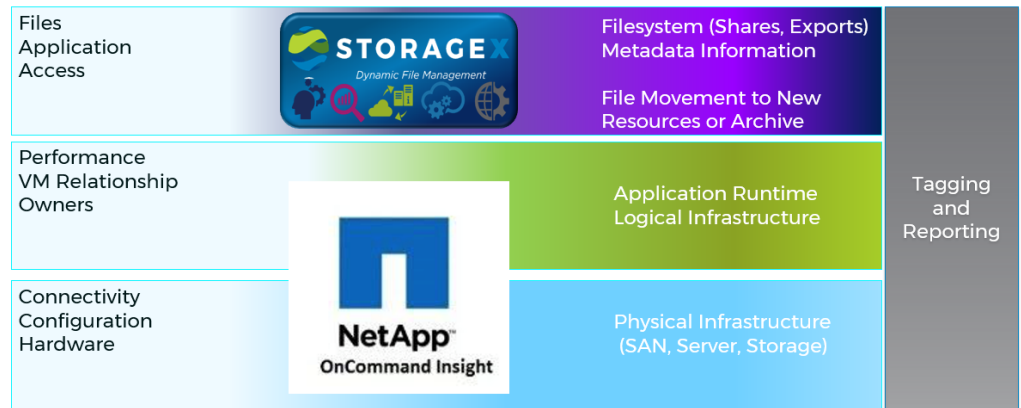 Files
Application
Access
STORAGEX
Dynamic File Management
Filesystem (Shares, Exports)
Metadata Information
File Movement to New
Resources or Archive
Performance
VM Relationship
Owners
Application Runtime
Logical Infrastructure
Connectivity
Configuration
Hardware
NetApp™
OnCommand Insight
Physical Infrastructure
(SAN, Server, Storage)
Tagging
and
Reporting